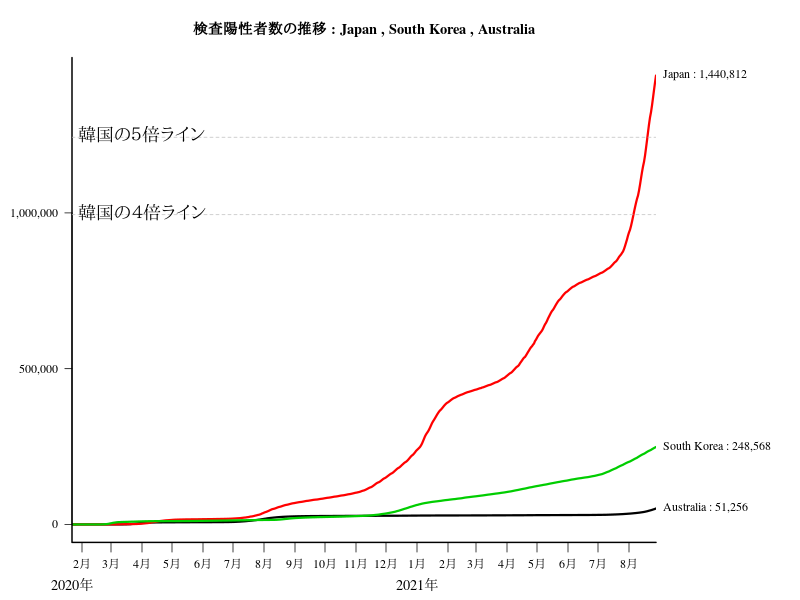 検査陽性者数の推移 : Japan , South Korea , Australia
Japan : 1,440,812
韓国の5倍ライン
韓国の4倍ライン
1,000,000
500,000
South Korea : 248,568
Australia : 51,256
0
2月 3月 4月 5月 6月 7月 8月 9月 10月 11月 12月 1月 2月 3月 4月 5月 6月 7月 8月
2020年 2021年